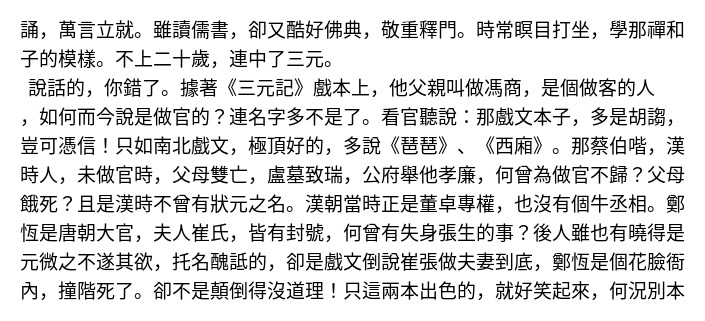 誦，萬言立就。雖讀儒書，卻又酷好佛典，敬重釋門。時常瞑目打坐，學那禪和
子的模樣。不上二十歲，連中了三元。
說話的，你錯了。據著《三元記》戲本上，他父親叫做馮商，是個做客的人
，如何而今說是做官的？連名字多不是了。看官聽說：那戲文本子，多是胡謅，
豈可憑信！只如南北戲文，極頂好的，多說《琶琶》、《西廂》。那蔡伯喈，漢
時人，未做官時，父母雙亡，盧墓致瑞，公府舉他孝廉，何曾為做官不歸？父母
餓死？且是漢時不曾有狀元之名。漢朝當時正是董卓專權，也沒有個牛丞相。鄭
恆是唐朝大官，夫人崔氏，皆有封號，何曾有失身張生的事？後人雖也有曉得是
元微之不遂其欲，托名醜詆的，卻是戲文倒說崔張做夫妻到底，鄭恆是個花臉衙
內，撞階死了。卻不是顛倒得沒道理！只這兩本出色的，就好笑起來，何況別本